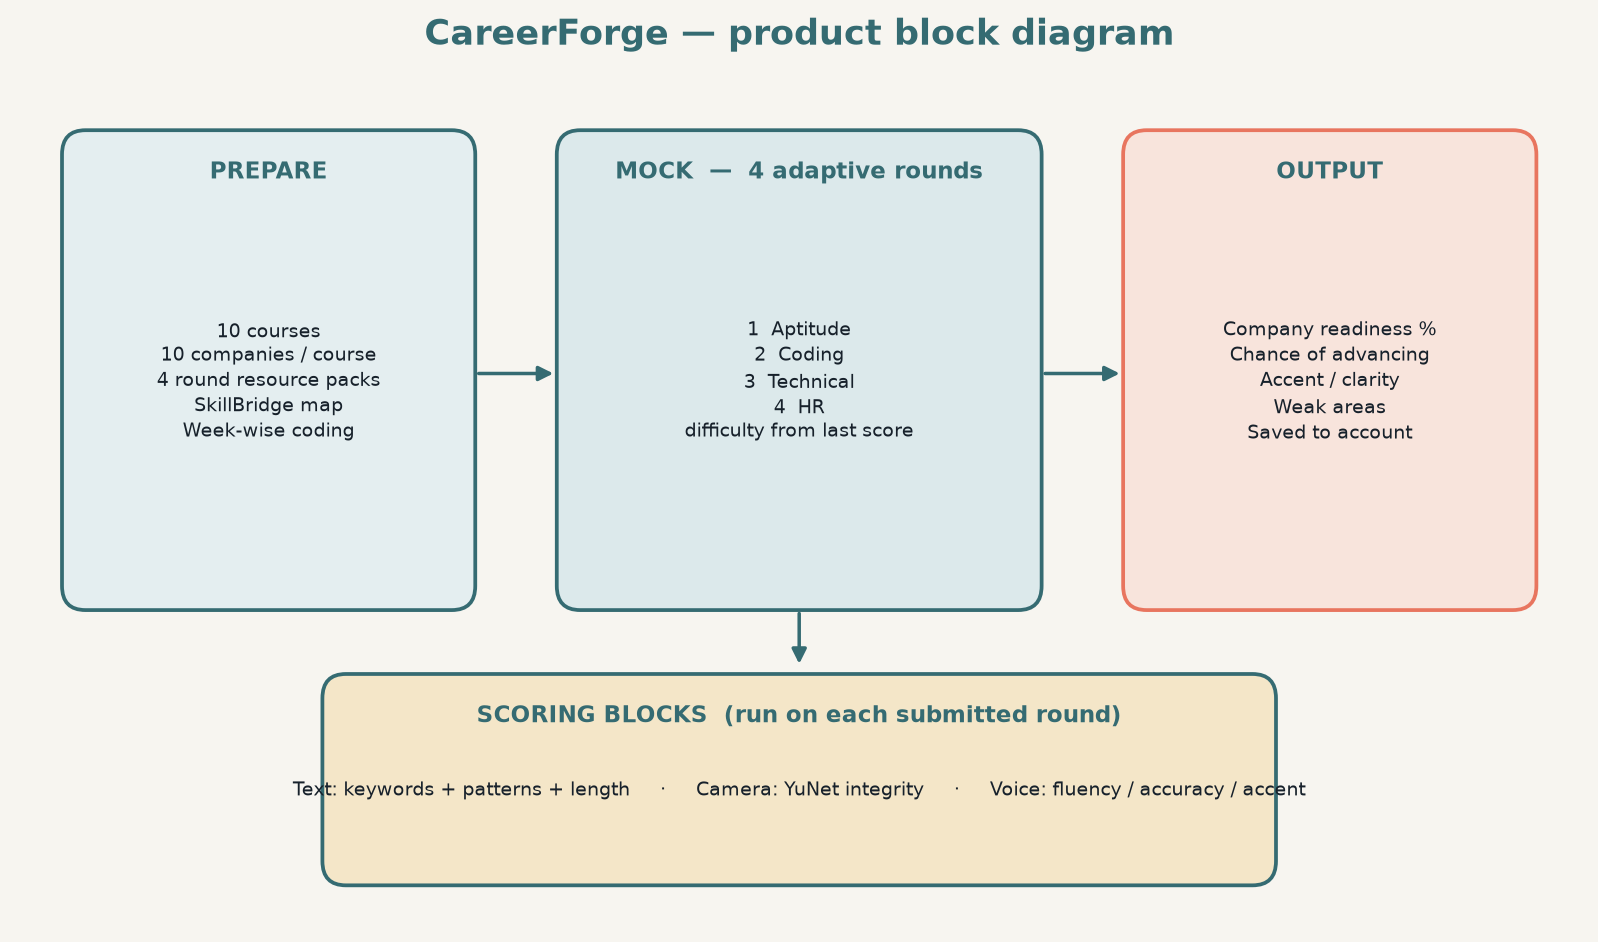 CareerForge — product block diagram
PREPARE
10 courses
10 companies / course
4 round resource packs
SkillBridge map
Week-wise coding
MOCK — 4 adaptive rounds
1 Aptitude
2 Coding
3 Technical
4 HR
difficulty from last score
OUTPUT
Company readiness %
Chance of advancing
Accent / clarity
Weak areas
Saved to account
SCORING BLOCKS (run on each submitted round)
Text: keywords + patterns + length · Camera: YuNet integrity · Voice: fluency / accuracy / accent